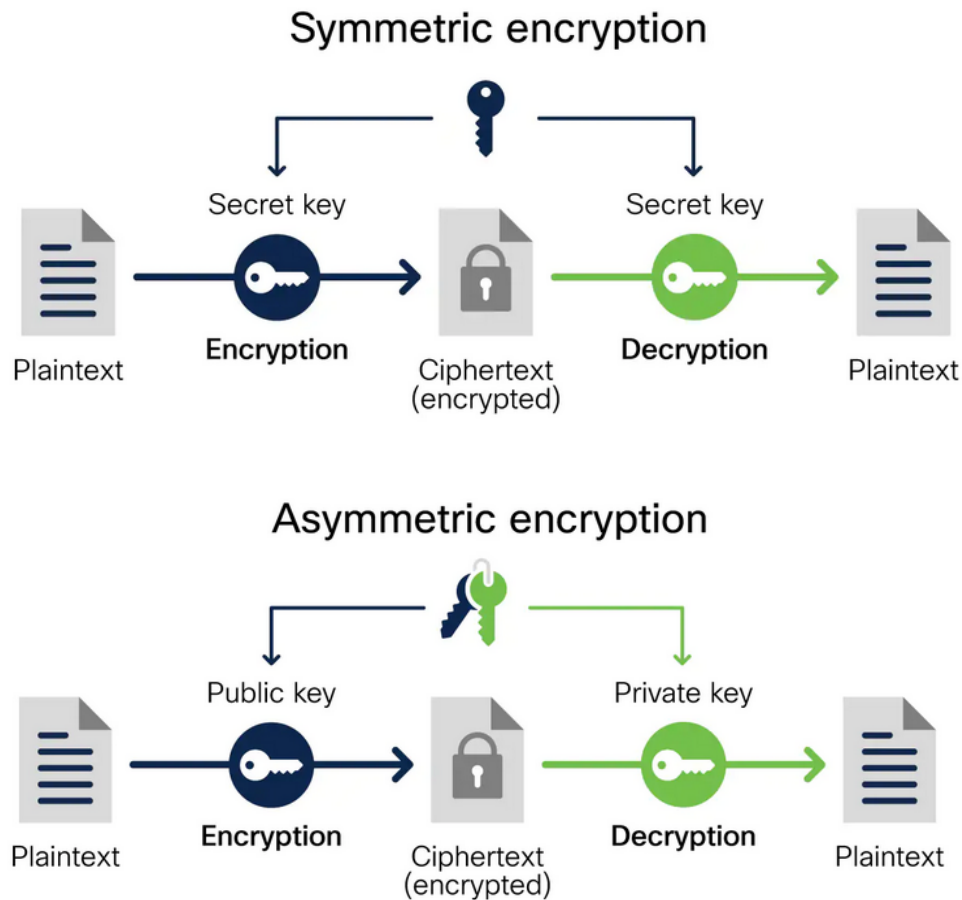 Symmetric encryption
Secret key
Secret key
Encryption
Decryption
Plaintext
Ciphertext
(encrypted)
Plaintext
Asymmetric encryption
Public key
Private key
Encryption
Decryption
Plaintext
Ciphertext
(encrypted)
Plaintext